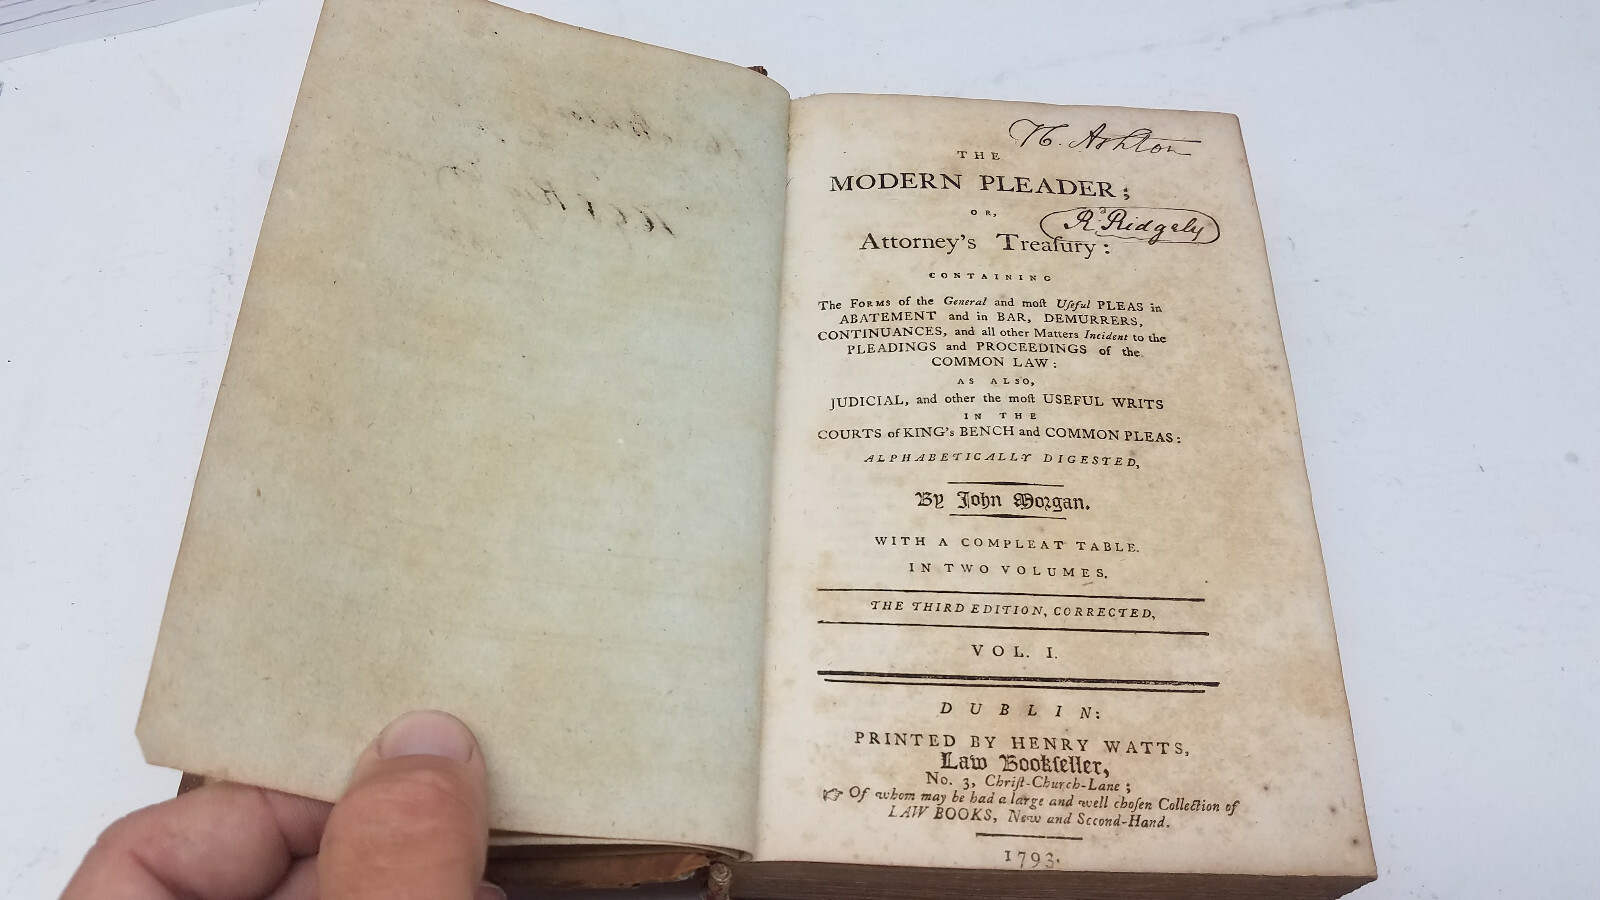 H. Ashton
THE
MODERN PLEADER;
OR,
Rd. Ridgely
Attorney's Treaſury:
CONTAINING
The FORMS of the General and moſt Uſeful PLEAS in
ABATEMENT and in BAR, DEMURRERS,
CONTINUANCES, and all other Matters Incident to the
PLEADINGS and PROCEEDINGS of the
COMMON LAW:
AS ALSO,
JUDICIAL, and other the moſt USEFUL WRITS
IN THE
COURTS of KING's BENCH and COMMON PLEAS:
ALPHABETICALLY DIGESTED,
By John Morgan.
WITH A COMPLEAT TABLE.
IN TWO VOLUMES.
THE THIRD EDITION, CORRECTED,
VOL. I.
DUBLIN:
PRINTED BY HENRY WATTS,
Law Bookſeller,
No. 3, Chriſt-Church-Lane;
☞ Of whom may be had a large and well choſen Collection of
LAW BOOKS, New and Second-Hand.
1793.